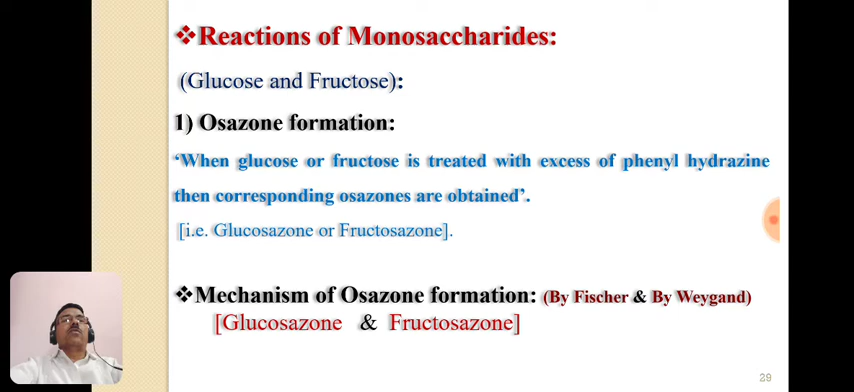 ❖Reactions of Monosaccharides:
(Glucose and Fructose):
1) Osazone formation:
‘When glucose or fructose is treated with excess of phenyl hydrazine
then corresponding osazones are obtained’.
[i.e. Glucosazone or Fructosazone].
❖Mechanism of Osazone formation: (By Fischer & By Weygand)
[Glucosazone & Fructosazone]
29